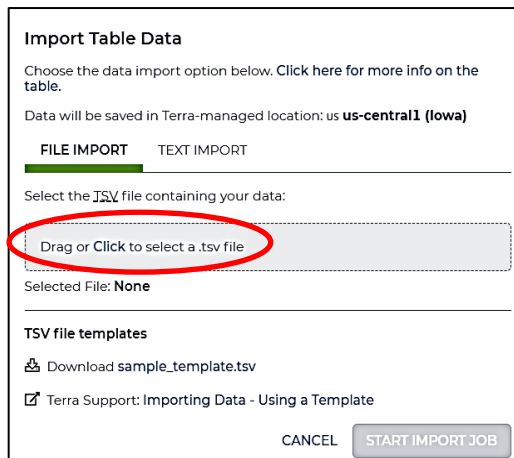 Import Table Data
Choose the data import option below. Click here for more info on the
table.
Data will be saved in Terra-managed location: US us-central1 (Iowa)
FILE IMPORT TEXT IMPORT
Select the TSV file containing your data:
Drag or Click to select a .tsv file
Selected File: None
TSV file templates
Download sample_template.tsv
Terra Support: Importing Data - Using a Template
CANCEL START IMPORT JOB